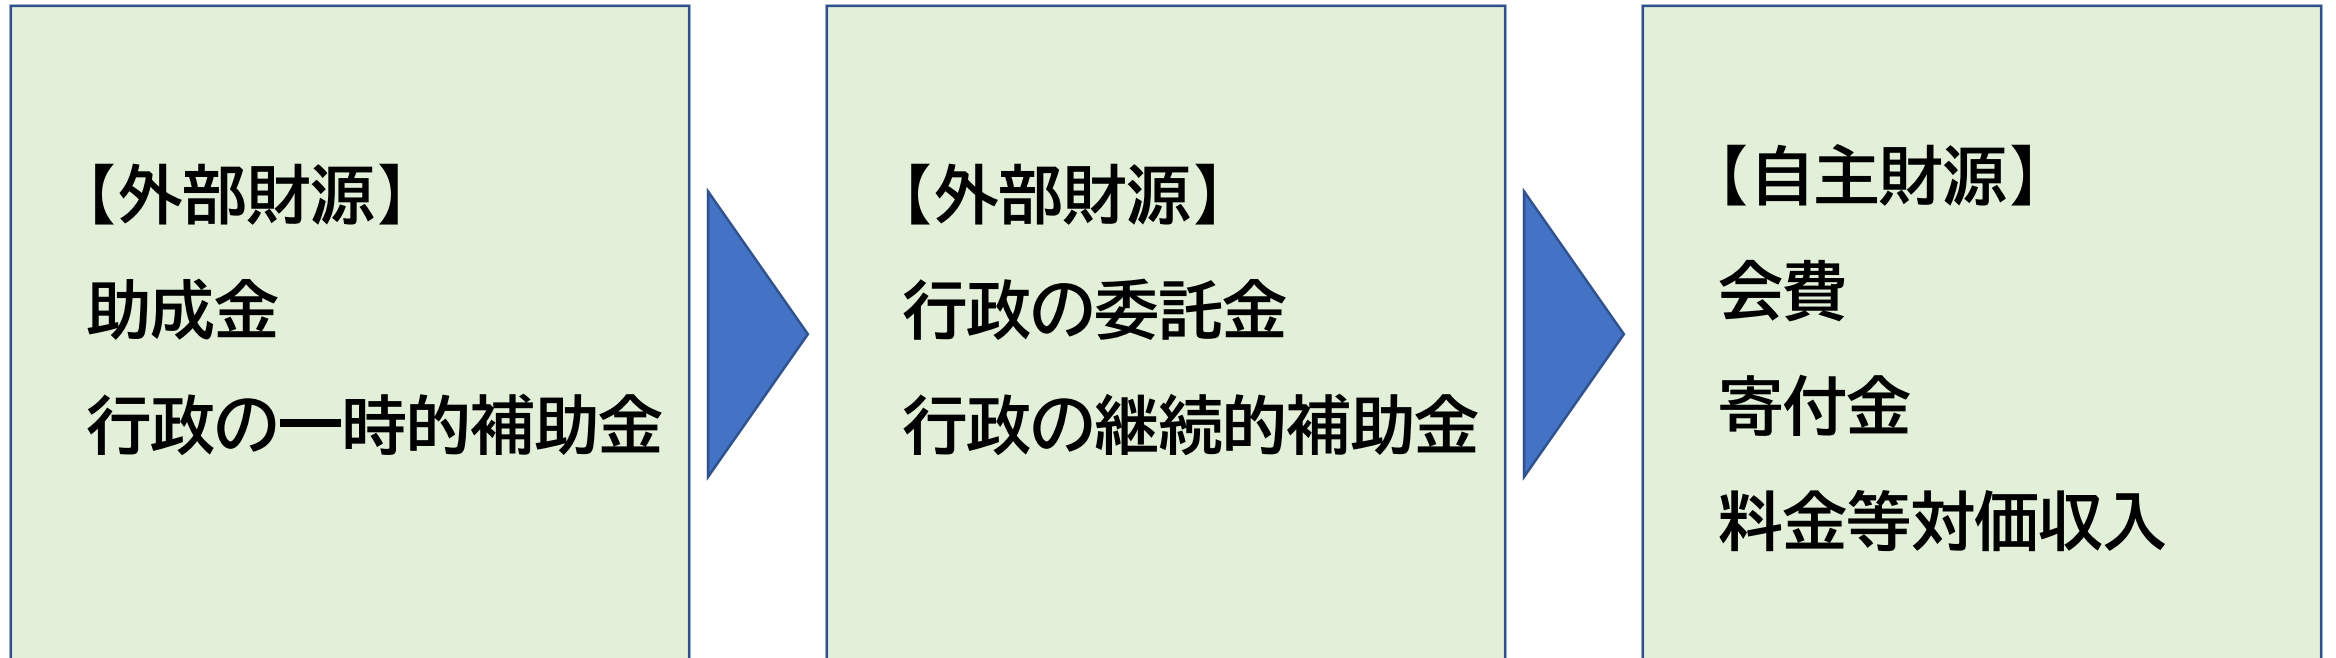 【外部財源】
助成金
行政の一時的補助金
【外部財源】
行政の委託金
行政の継続的補助金
【自主財源】
会費
寄付金
料金等対価収入